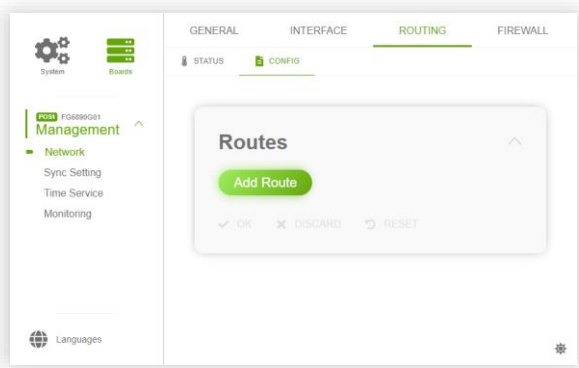 GENERAL INTERFACE ROUTING FIREWALL
STATUS CONFIG
System Boards
POS1 FG6890G01
Management
Network
Sync Setting
Time Service
Monitoring
Routes
Add Route
OK DISCARD RESET
Languages